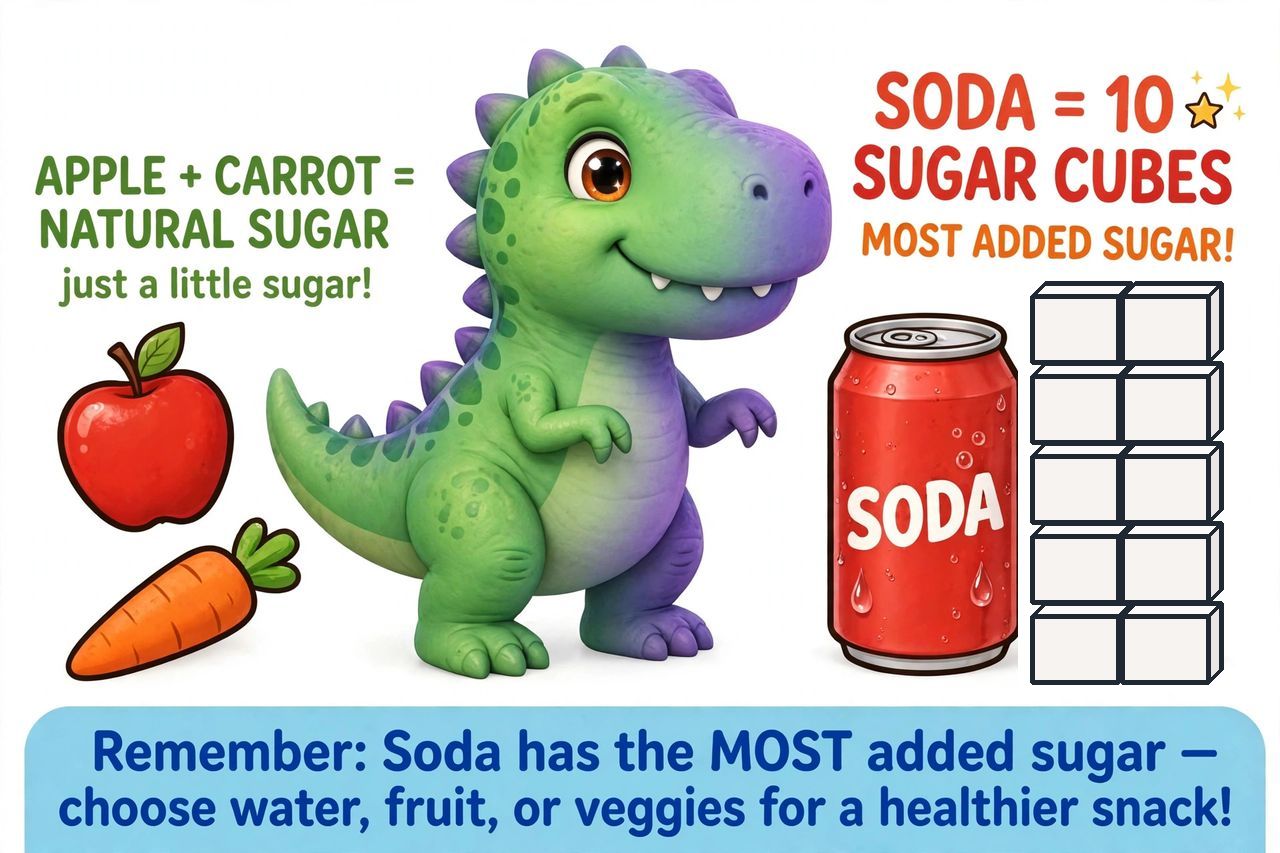 APPLE + CARROT =
NATURAL SUGAR
just a little sugar!
SODA = 10
SUGAR CUBES
MOST ADDED SUGAR!
SODA
Remember: Soda has the MOST added sugar —
choose water, fruit, or veggies for a healthier snack!